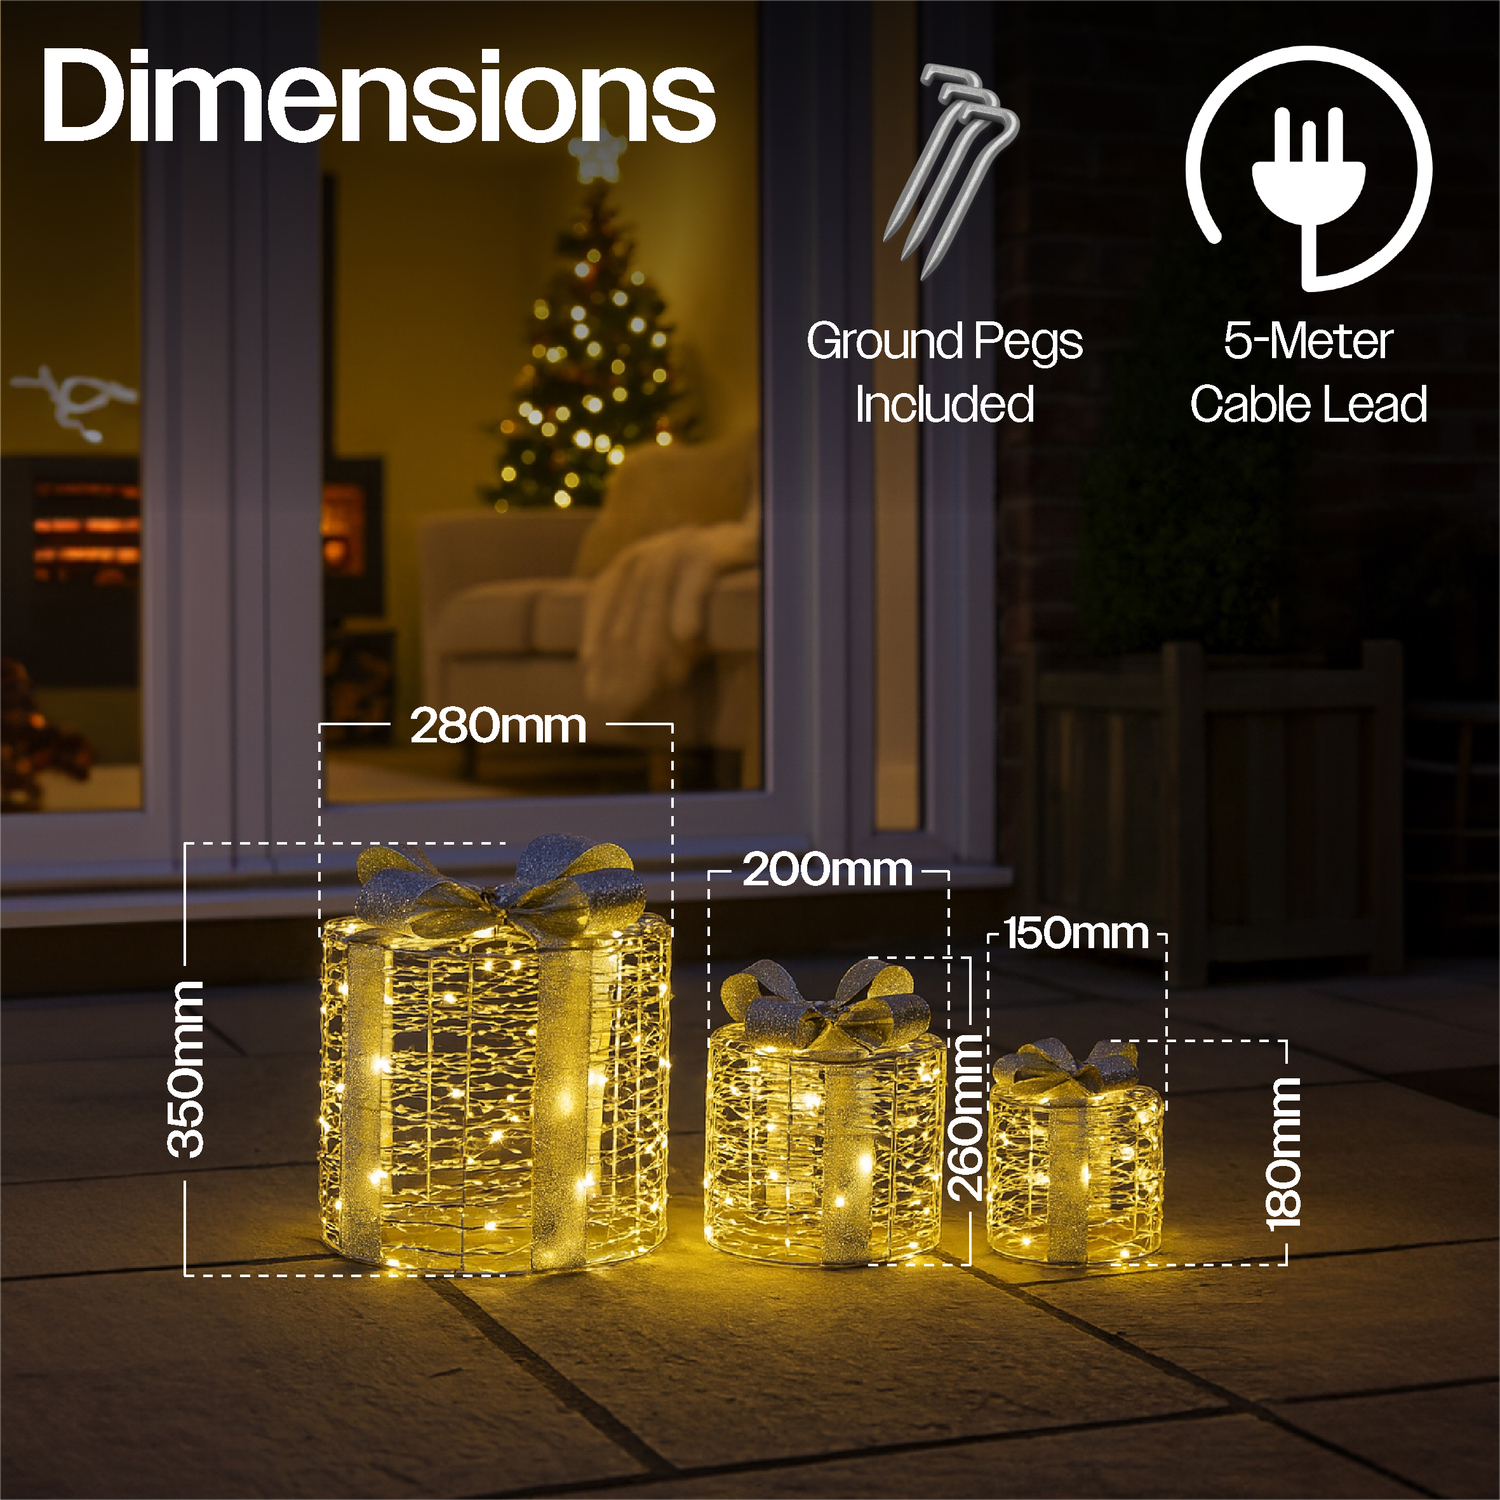 Dimensions
Ground Pegs
Included
5-Meter
Cable Lead
280mm
350mm
200mm
260mm
150mm
180mm